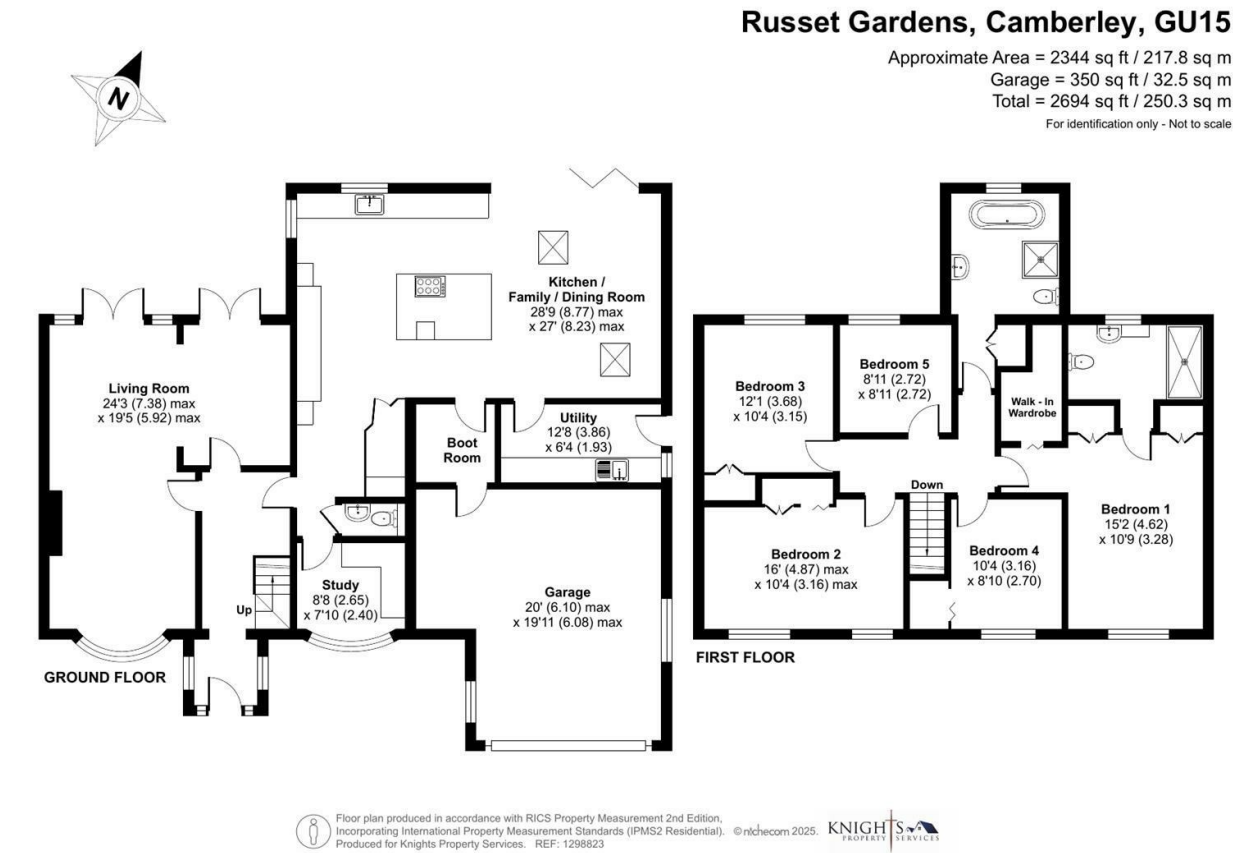 Russet Gardens, Camberley, GU15
Approximate Area = 2344 sq ft / 217.8 sq m
Garage = 350 sq ft / 32.5 sq m
Total = 2694 sq ft / 250.3 sq m
For identification only - Not to scale
N
Kitchen /
Family / Dining Room
28'9 (8.77) max
x 27' (8.23) max
Living Room
24'3 (7.38) max
x 19'5 (5.92) max
Utility
12'8 (3.86)
x 6'4 (1.93)
Boot
Room
Study
8'8 (2.65)
x 7'10 (2.40)
Up
Garage
20' (6.10) max
x 19'11 (6.08) max
GROUND FLOOR
Bedroom 3
12'1 (3.68)
x 10'4 (3.15)
Bedroom 5
8'11 (2.72)
x 8'11 (2.72)
Walk - In
Wardrobe
Down
Bedroom 1
15'2 (4.62)
x 10'9 (3.28)
Bedroom 2
16' (4.87) max
x 10'4 (3.16) max
Bedroom 4
10'4 (3.16)
x 8'10 (2.70)
FIRST FLOOR
Floor plan produced in accordance with RICS Property Measurement 2nd Edition,
Incorporating International Property Measurement Standards (IPMS2 Residential). © nichecom 2025.
Produced for Knights Property Services. REF: 1298823
KNIGHTS
PROPERTY SERVICES